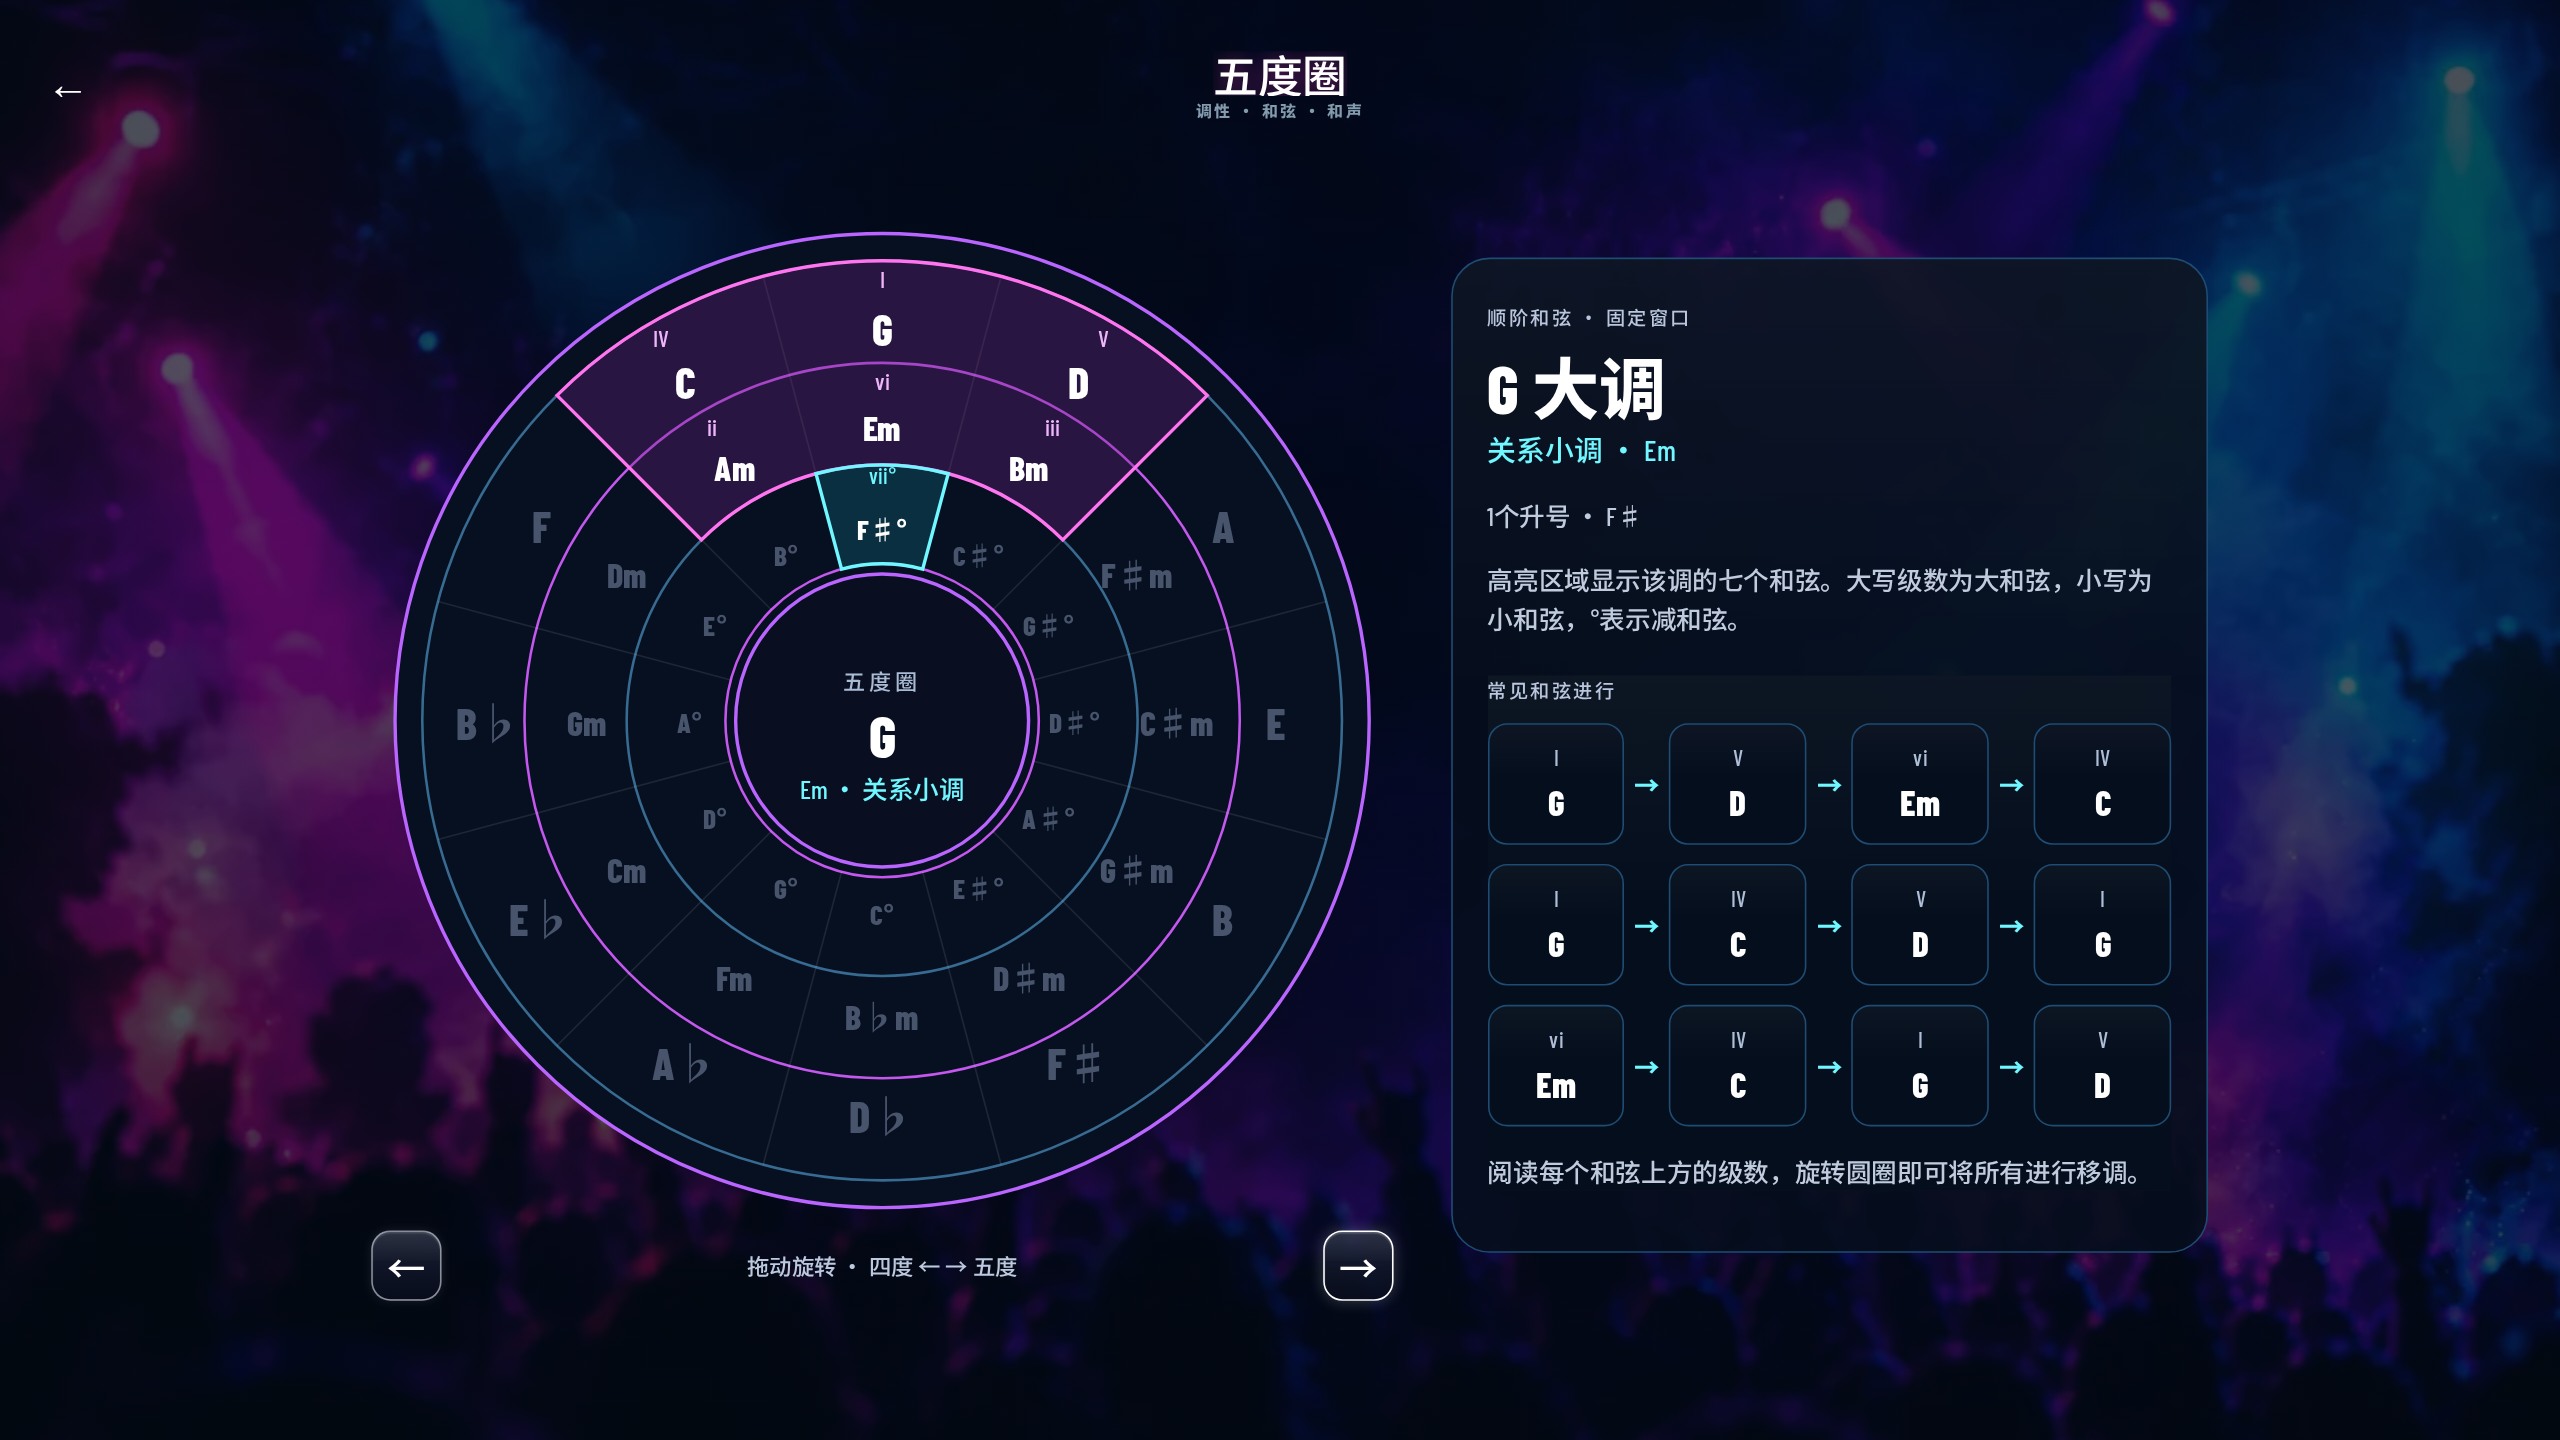 ←
五度圈
调性 • 和弦 • 和声
I
G
IV
C
V
D
vi
Em
ii
Am
iii
Bm
vii°
F♯°
B°
C♯°
F
A
Dm
F♯m
E°
G♯°
B♭
Gm
A°
D♯°
C♯m
E
五度圈
G
Em • 关系小调
D°
A♯°
Cm
G♯m
G°
E♯°
C°
E♭
B
Fm
D♯m
B♭m
A♭
F♯
D♭
←
拖动旋转 • 四度 ← → 五度
→
顺阶和弦 • 固定窗口
G 大调
关系小调 • Em
1个升号 • F♯
高亮区域显示该调的七个和弦。大写级数为大和弦，小写为
小和弦，°表示减和弦。
常见和弦进行
I V vi IV
G → D → Em → C
I IV V I
G → C → D → G
vi IV I V
Em → C → G → D
阅读每个和弦上方的级数，旋转圆圈即可将所有进行移调。